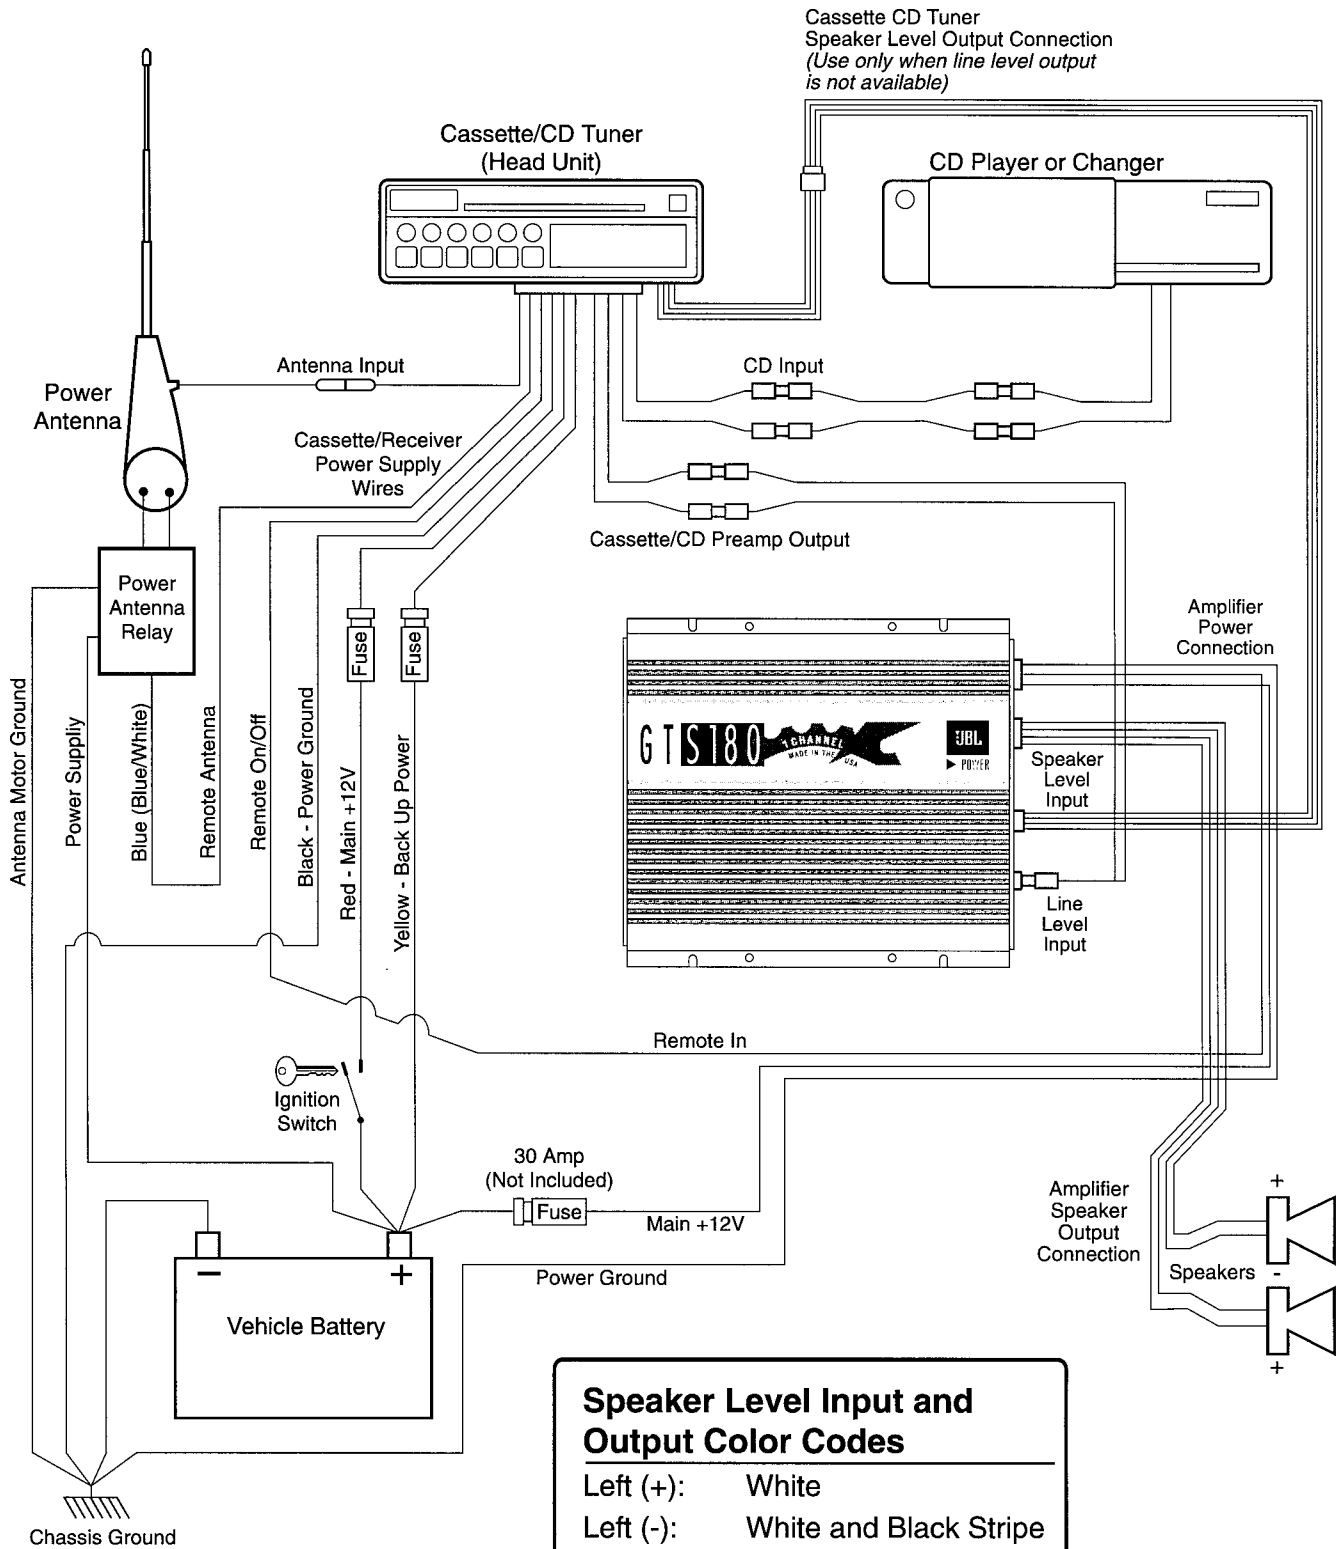 Cassette CD Tuner
Speaker Level Output Connection
(Use only when line level output
is not available)
Cassette/CD Tuner
(Head Unit)
CD Player or Changer
Antenna Input
CD Input
Power
Antenna
Cassette/Receiver
Power Supply
Wires
Cassette/CD Preamp Output
Power
Antenna
Relay
Amplifier
Power
Connection
Fuse
Fuse
Antenna Motor Ground
Power Supplly
Blue (Blue/White)
Remote Antenna
Remote On/Off
Black - Power Ground
Red - Main +12V
Yellow - Back Up Power
GTS180
1 CHANNEL
MADE IN THE USA
JBL
POWER
Speaker
Level
Input
Line
Level
Input
Remote In
Ignition
Switch
30 Amp
(Not Included)
Fuse
Main +12V
Amplifier
Speaker
Output
Connection
+
Speakers -
+
Power Ground
− +
Vehicle Battery
Speaker Level Input and
Output Color Codes
Left (+): White
Left (-): White and Black Stripe
Chassis Ground